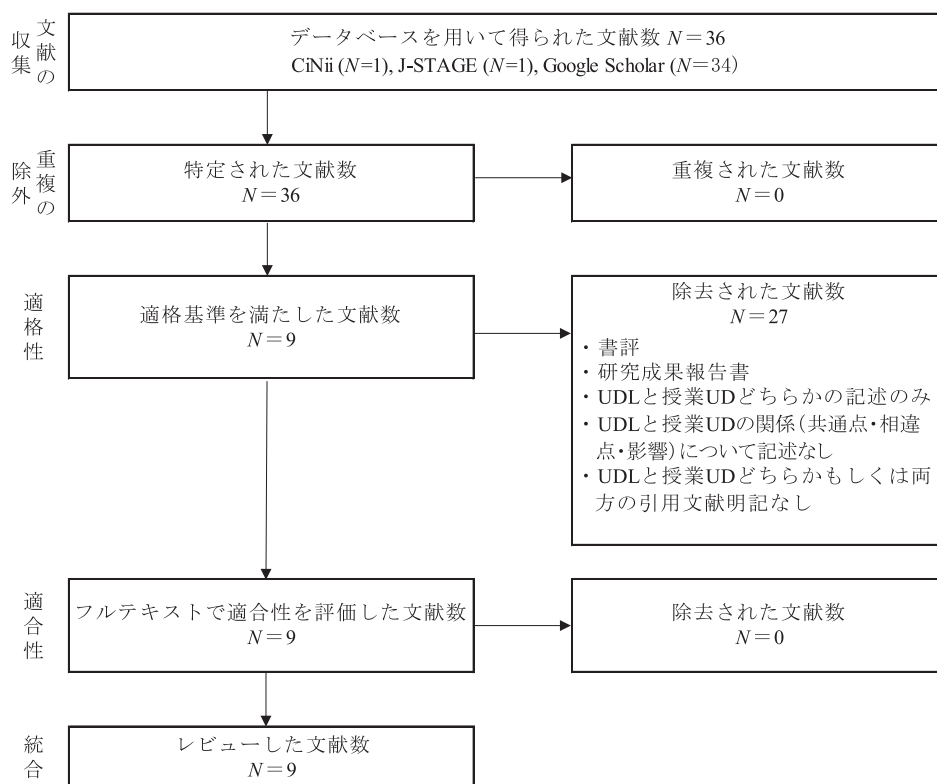 文献の
収集
データベースを用いて得られた文献数 N＝36
CiNii (N=1), J-STAGE (N=1), Google Scholar (N＝34)
重複の
除外
特定された文献数
N＝36
重複された文献数
N＝0
適格性
適格基準を満たした文献数
N＝9
除去された文献数
N＝27
・書評
・研究成果報告書
・UDLと授業UDどちらかの記述のみ
・UDLと授業UDの関係（共通点・相違
点・影響）について記述なし
・UDLと授業UDどちらかもしくは両
方の引用文献明記なし
適合性
フルテキストで適合性を評価した文献数
N＝9
除去された文献数
N＝0
統合
レビューした文献数
N＝9